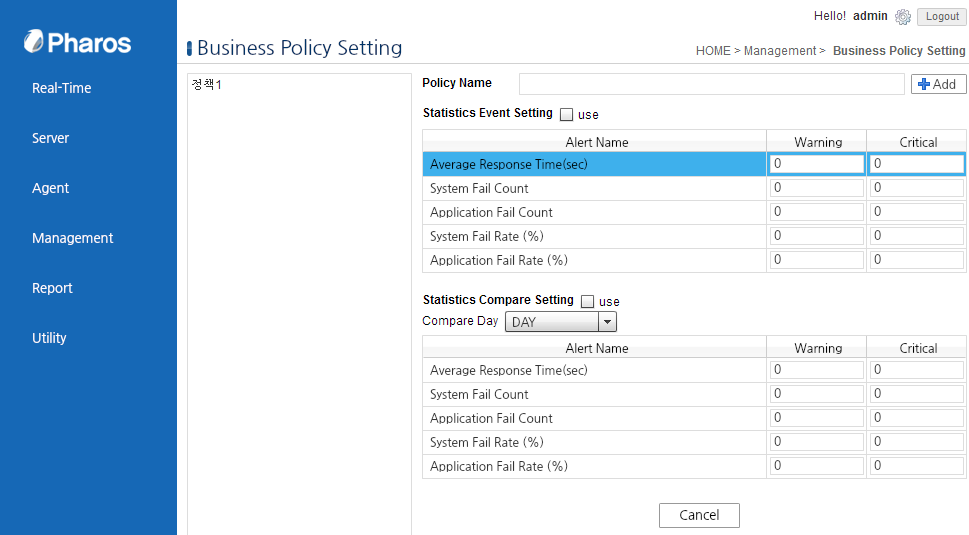 Hello! admin Logout
Pharos
Business Policy Setting
HOME > Management > Business Policy Setting
Real-Time
Server
Agent
Management
Report
Utility
정책1
Policy Name Add
Statistics Event Setting use
Alert Name Warning Critical
Average Response Time(sec) 0 0
System Fail Count 0 0
Application Fail Count 0 0
System Fail Rate (%) 0 0
Application Fail Rate (%) 0 0
Statistics Compare Setting use
Compare Day DAY
Alert Name Warning Critical
Average Response Time(sec) 0 0
System Fail Count 0 0
Application Fail Count 0 0
System Fail Rate (%) 0 0
Application Fail Rate (%) 0 0
Cancel